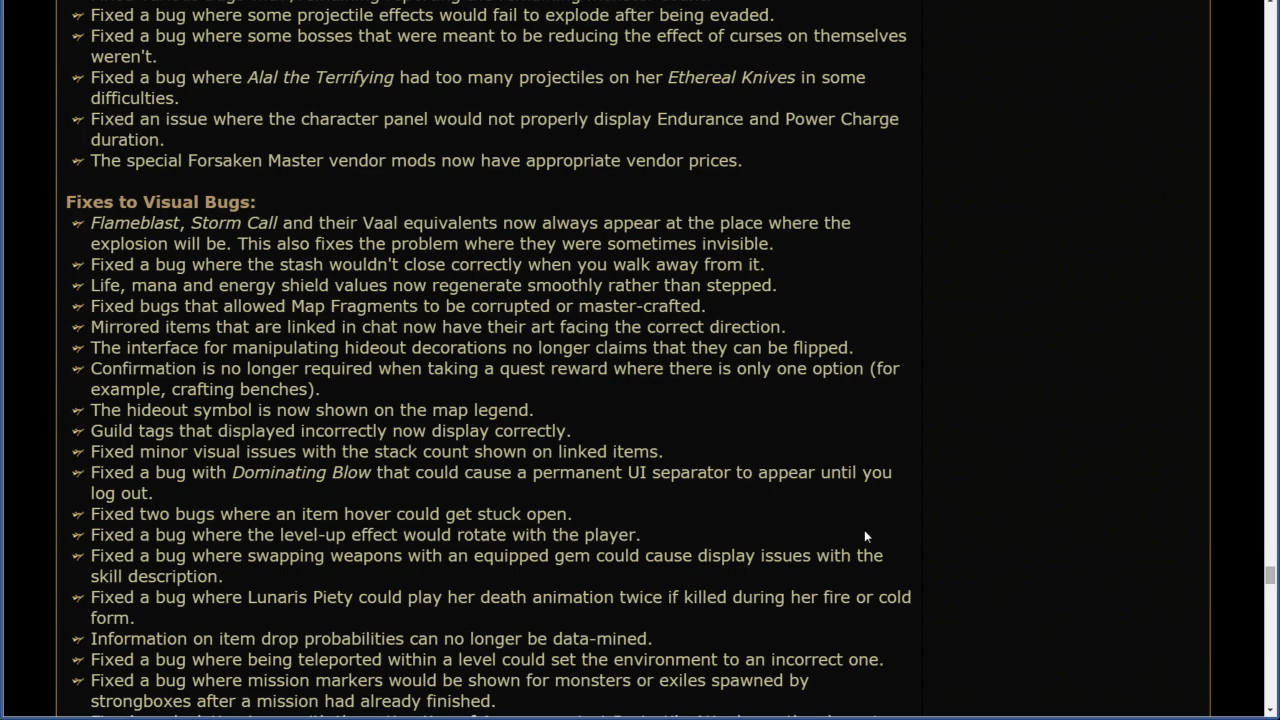 Fixed a bug where some projectile effects would fail to explode after being evaded.
Fixed a bug where some bosses that were meant to be reducing the effect of curses on themselves
weren't.
Fixed a bug where Alal the Terrifying had too many projectiles on her Ethereal Knives in some
difficulties.
Fixed an issue where the character panel would not properly display Endurance and Power Charge
duration.
The special Forsaken Master vendor mods now have appropriate vendor prices.
Fixes to Visual Bugs:
Flameblast, Storm Call and their Vaal equivalents now always appear at the place where the
explosion will be. This also fixes the problem where they were sometimes invisible.
Fixed a bug where the stash wouldn't close correctly when you walk away from it.
Life, mana and energy shield values now regenerate smoothly rather than stepped.
Fixed bugs that allowed Map Fragments to be corrupted or master-crafted.
Mirrored items that are linked in chat now have their art facing the correct direction.
The interface for manipulating hideout decorations no longer claims that they can be flipped.
Confirmation is no longer required when taking a quest reward where there is only one option (for
example, crafting benches).
The hideout symbol is now shown on the map legend.
Guild tags that displayed incorrectly now display correctly.
Fixed minor visual issues with the stack count shown on linked items.
Fixed a bug with Dominating Blow that could cause a permanent UI separator to appear until you
log out.
Fixed two bugs where an item hover could get stuck open.
Fixed a bug where the level-up effect would rotate with the player.
Fixed a bug where swapping weapons with an equipped gem could cause display issues with the
skill description.
Fixed a bug where Lunaris Piety could play her death animation twice if killed during her fire or cold
form.
Information on item drop probabilities can no longer be data-mined.
Fixed a bug where being teleported within a level could set the environment to an incorrect one.
Fixed a bug where mission markers would be shown for monsters or exiles spawned by
strongboxes after a mission had already finished.